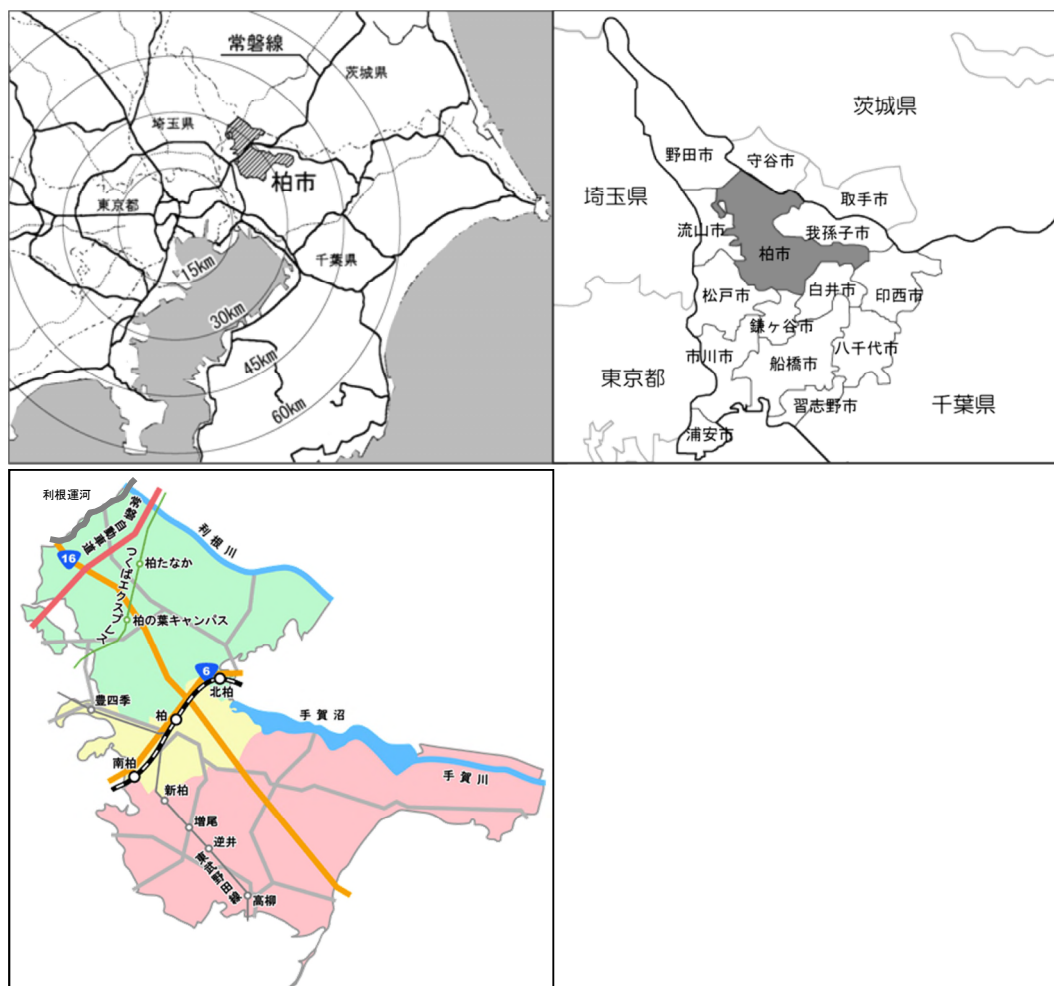 常磐線
茨城県
埼玉県
柏市
東京都
千葉県
15km
30km
45km
60km
茨城県
野田市
守谷市
埼玉県
取手市
流山市
我孫子市
柏市
松戸市
白井市
印西市
鎌ヶ谷市
市川市
船橋市
八千代市
東京都
習志野市
千葉県
浦安市
利根運河
常磐自動車道
利根川
16
つくばエクスプレス
柏たなか
柏の葉キャンパス
6
北柏
豊四季
柏
手賀沼
南柏
手賀川
新柏
増尾
逆井
東武野田線
高柳